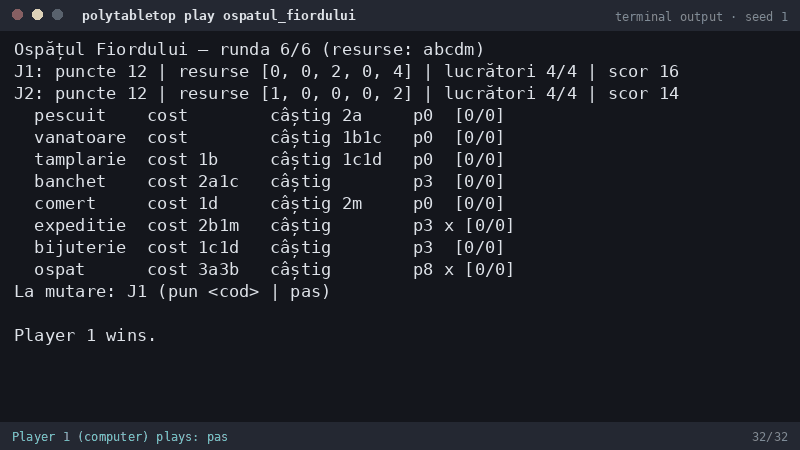 polytabletop play ospatul_fiordului
terminal output · seed 1
Ospățul Fiordului — runda 6/6 (resurse: abcdm)
J1: puncte 12 | resurse [0, 0, 2, 0, 4] | lucrători 4/4 | scor 16
J2: puncte 12 | resurse [1, 0, 0, 0, 2] | lucrători 4/4 | scor 14
pescuit cost câștig 2a p0 [0/0]
vanatoare cost câștig 1b1c p0 [0/0]
tamplarie cost 1b câștig 1c1d p0 [0/0]
banchet cost 2a1c câștig p3 [0/0]
comert cost 1d câștig 2m p0 [0/0]
expeditie cost 2b1m câștig p3 x [0/0]
bijuterie cost 1c1d câștig p3 [0/0]
ospat cost 3a3b câștig p8 x [0/0]
La mutare: J1 (pun <cod> | pas)
Player 1 wins.
Player 1 (computer) plays: pas
32/32